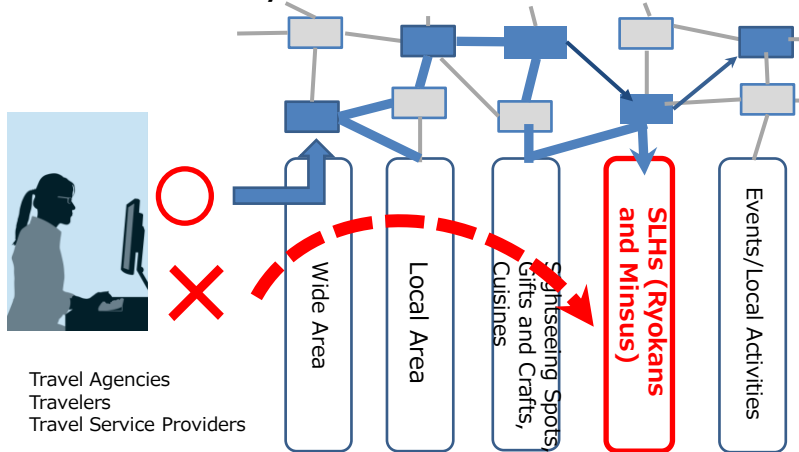 Travel Agencies
Travelers
Travel Service Providers
Wide Area
Local Area
Sightseeing Spots,
Gifts and Crafts,
Cuisines
SLHs (Ryokans
and Minsus)
Events/Local Activities